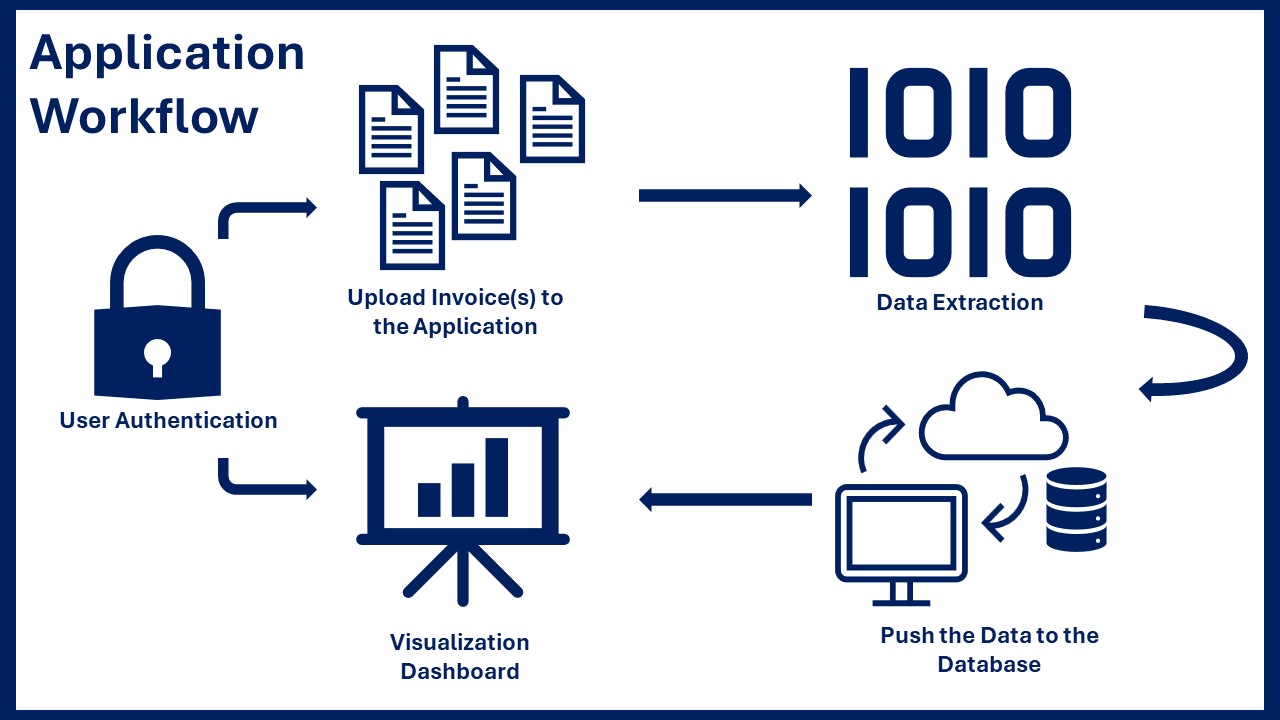 Application
Workflow
Upload Invoice(s) to
the Application
1010
1010
Data Extraction
User Authentication
Visualization
Dashboard
Push the Data to the
Database